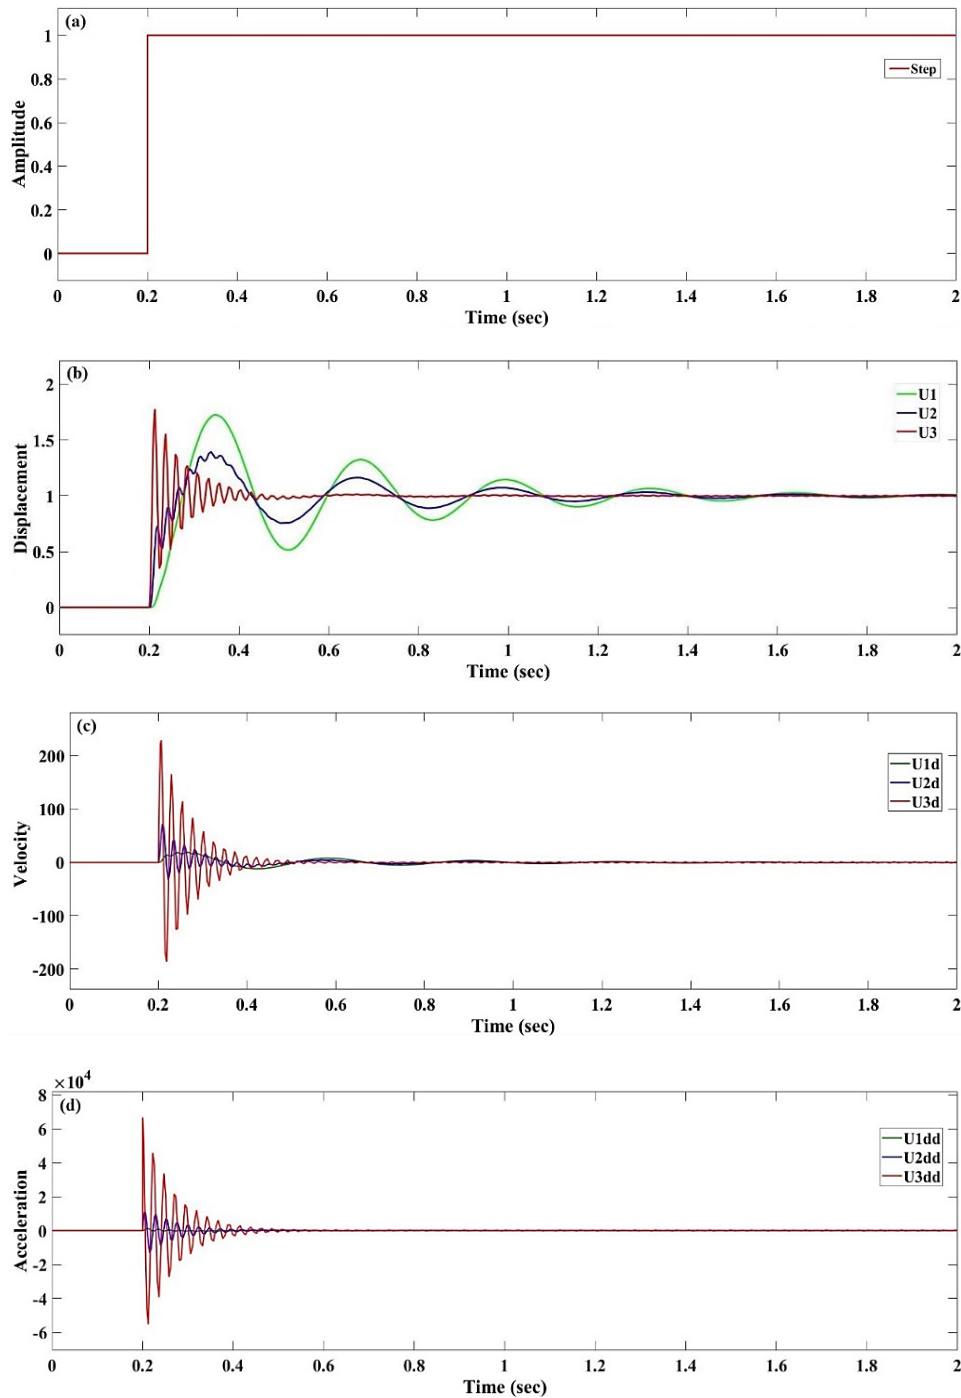 (a)
1
0.8
0.6
0.4
0.2
0
Amplitude
Step
0 0.2 0.4 0.6 0.8 1 1.2 1.4 1.6 1.8 2
Time (sec)
(b)
2
1.5
1
0.5
0
Displacement
U1
U2
U3
0 0.2 0.4 0.6 0.8 1 1.2 1.4 1.6 1.8 2
Time (sec)
(c)
200
100
0
-100
-200
Velocity
U1d
U2d
U3d
0 0.2 0.4 0.6 0.8 1 1.2 1.4 1.6 1.8 2
Time (sec)
×10⁴
(d)
8
6
4
2
0
-2
-4
-6
Acceleration
U1dd
U2dd
U3dd
0 0.2 0.4 0.6 0.8 1 1.2 1.4 1.6 1.8 2
Time (sec)